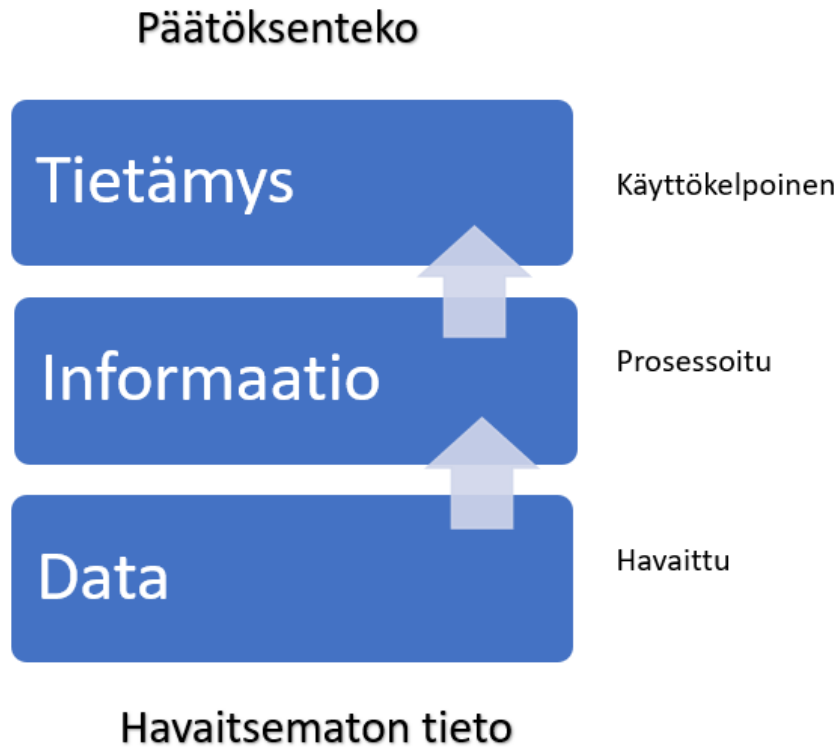 Päätöksenteko
Tietämys
Käyttökelpoinen
Informaatio
Prosessoitu
Data
Havaittu
Havaitsematon tieto